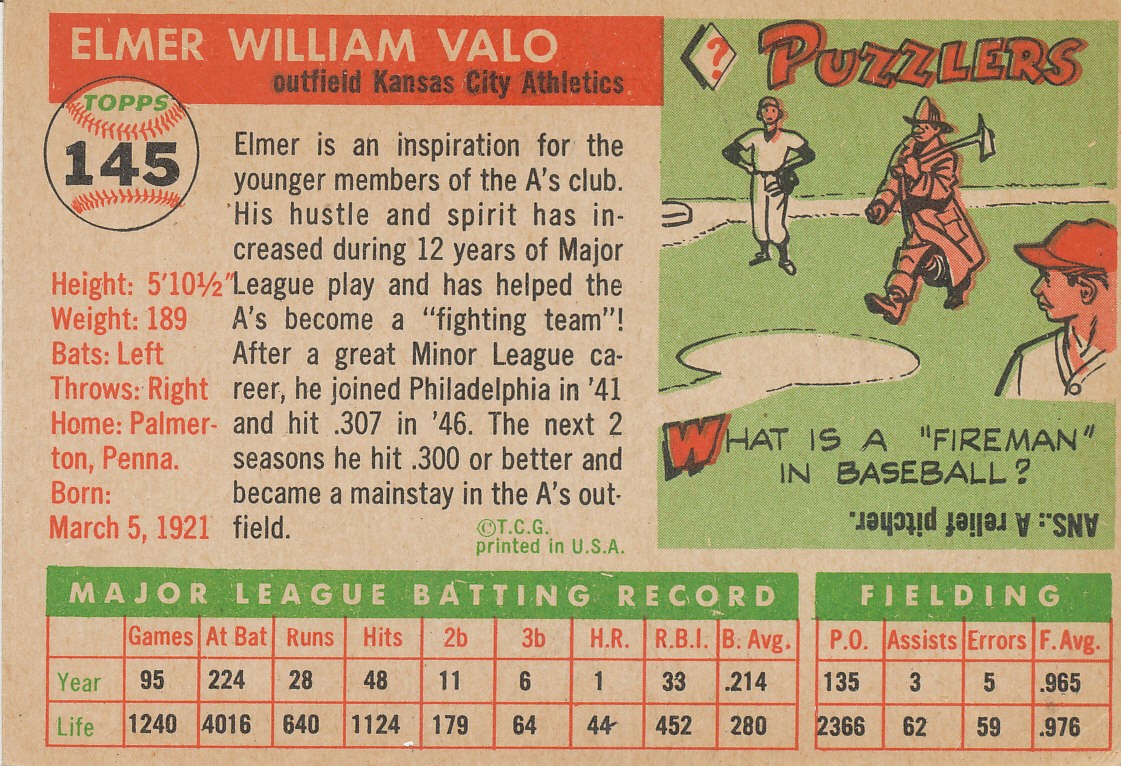 ELMER WILLIAM VALO
outfield Kansas City Athletics
TOPPS
145
Height: 5'10½"
Weight: 189
Bats: Left
Throws: Right
Home: Palmer-
ton, Penna.
Born:
March 5, 1921
Elmer is an inspiration for the
younger members of the A's club.
His hustle and spirit has in-
creased during 12 years of Major
League play and has helped the
A's become a "fighting team"!
After a great Minor League ca-
reer, he joined Philadelphia in '41
and hit .307 in '46. The next 2
seasons he hit .300 or better and
became a mainstay in the A's out-
field.
©T.C.G.
printed in U.S.A.
? PUZZLERS
WHAT IS A "FIREMAN"
IN BASEBALL?
ANS.: A relief pitcher.
MAJOR LEAGUE BATTING RECORD
Games At Bat Runs Hits 2b 3b H.R. R.B.I. B. Avg.
Year 95 224 28 48 11 6 1 33 .214
Life 1240 4016 640 1124 179 64 44 452 280
FIELDING
P.O. Assists Errors F. Avg.
135 3 5 .965
2366 62 59 .976